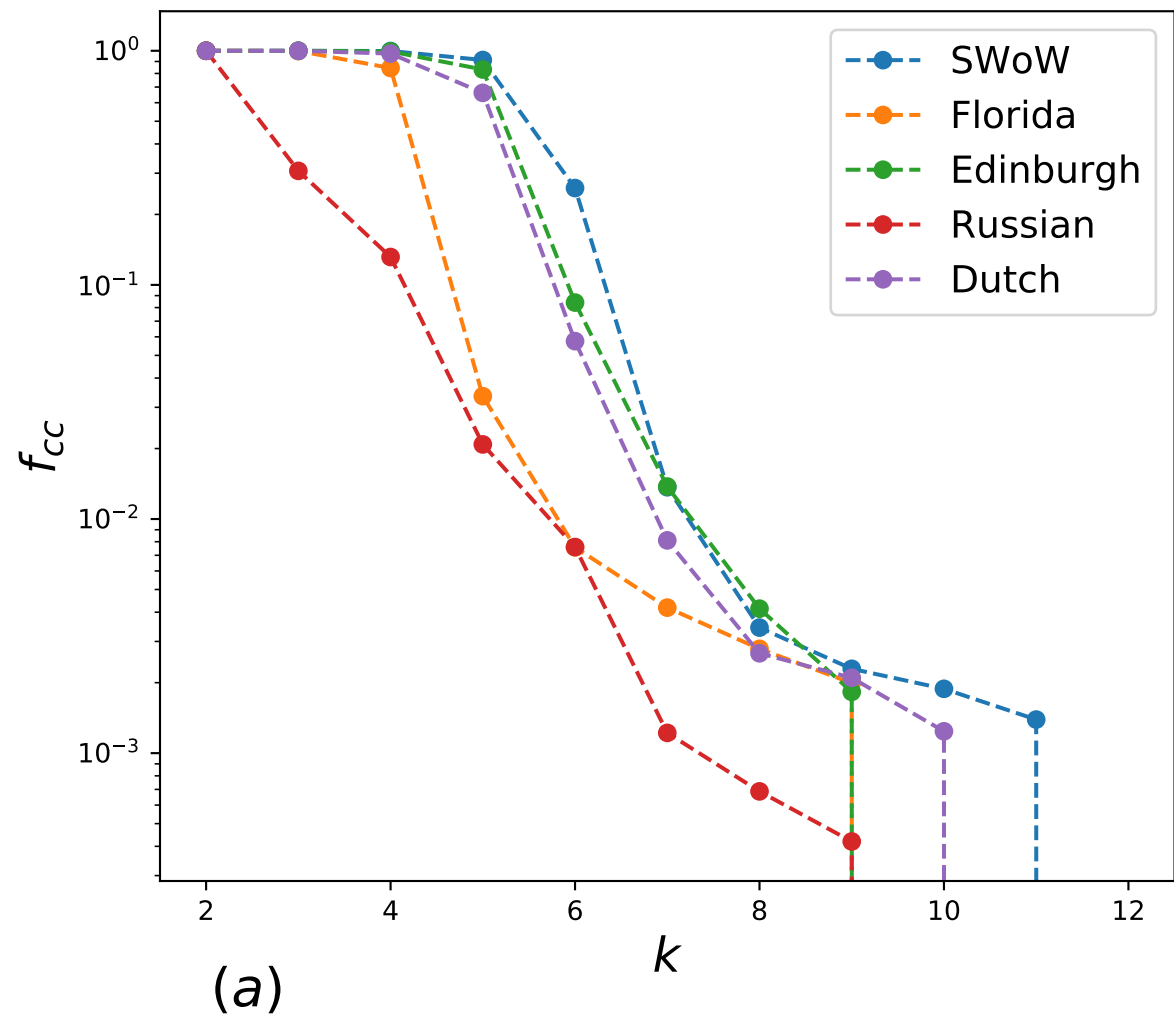 10⁰
10⁻¹
10⁻²
10⁻³
f_cc
SWoW
Florida
Edinburgh
Russian
Dutch
2 4 6 8 10 12
k
(a)